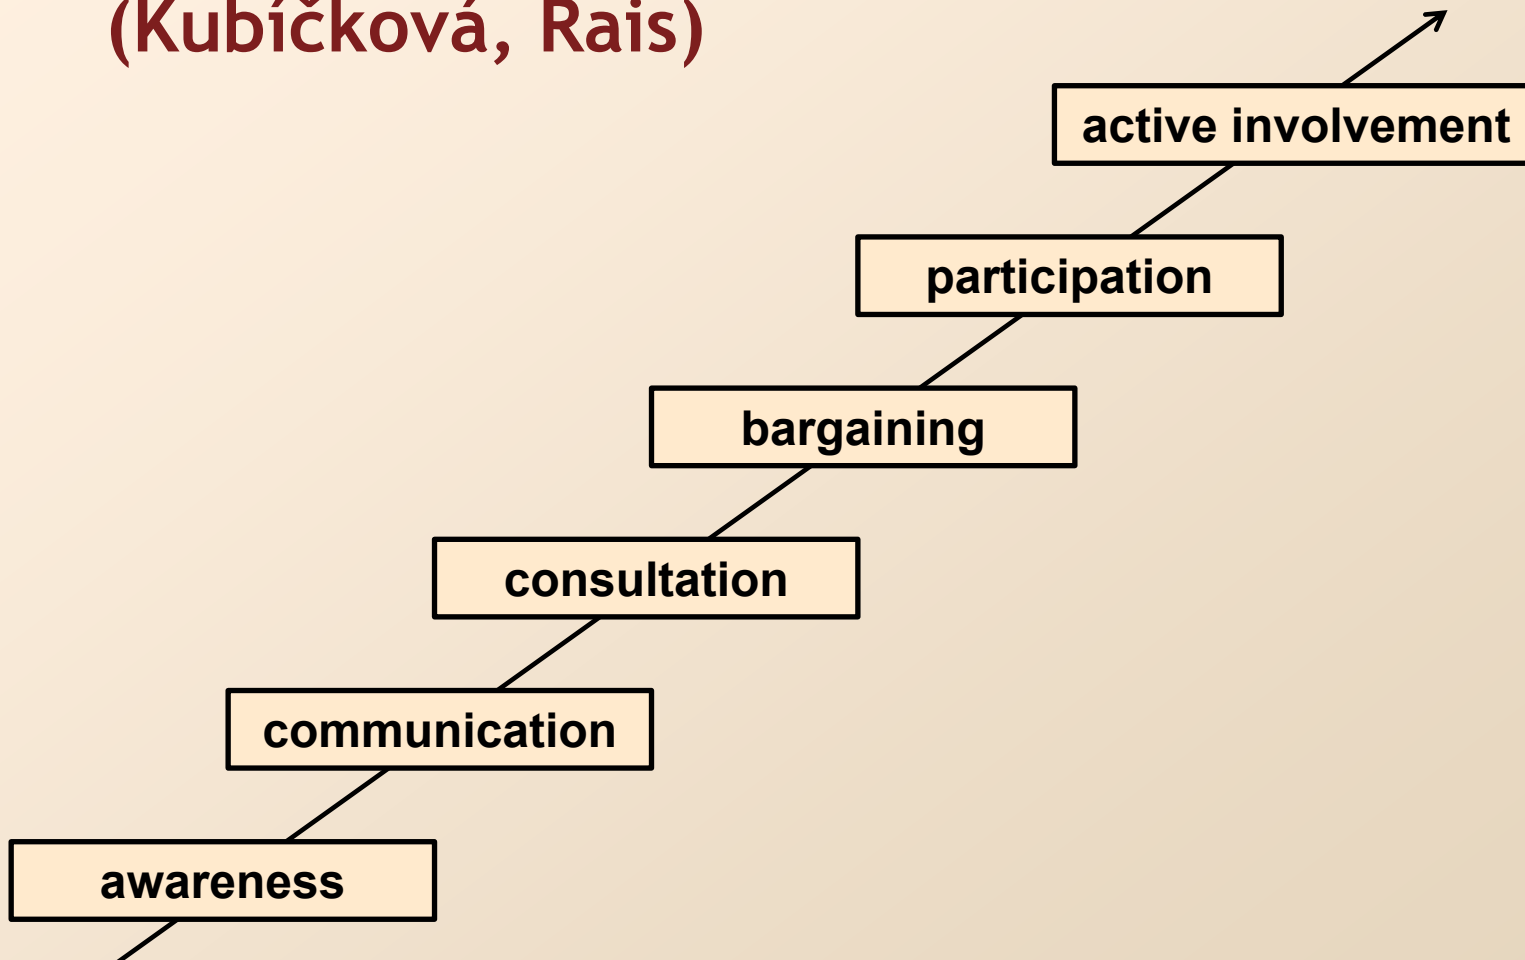 (Kubíčková, Rais)
active involvement
participation
bargaining
consultation
communication
awareness